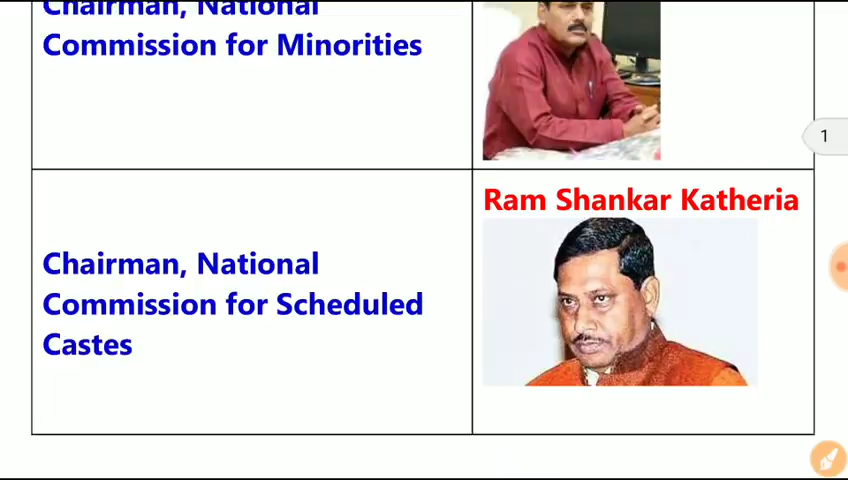 Chairman, National
Commission for Minorities
Ram Shankar Katheria
Chairman, National
Commission for Scheduled
Castes
1